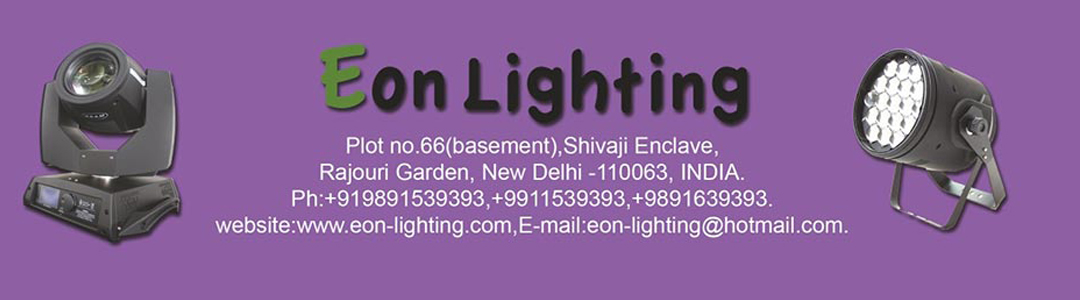 Eon Lighting
Plot no.66(basement),Shivaji Enclave,
Rajouri Garden, New Delhi -110063, INDIA.
Ph:+919891539393,+9911539393,+9891639393.
website:www.eon-lighting.com,E-mail:eon-lighting@hotmail.com.